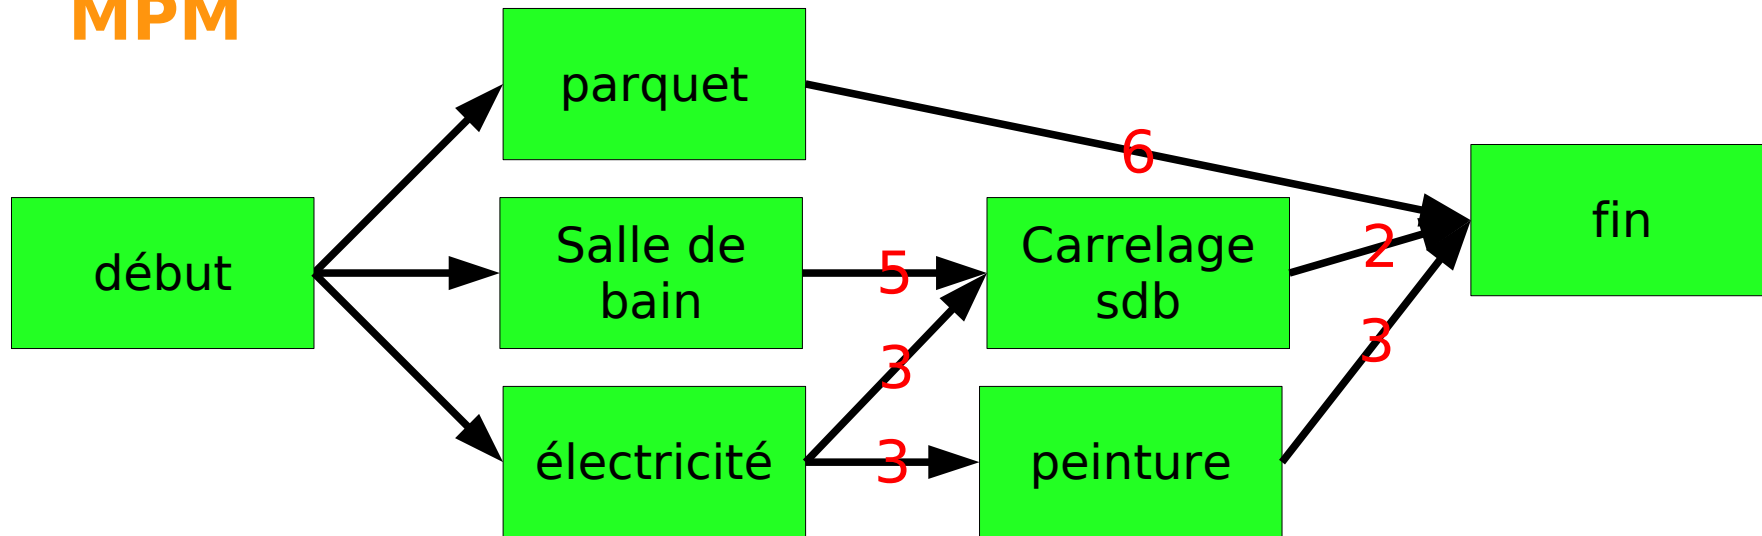 MPM
parquet
6
début
Salle de
bain
5
Carrelage
sdb
2
fin
3
3
électricité
3
peinture